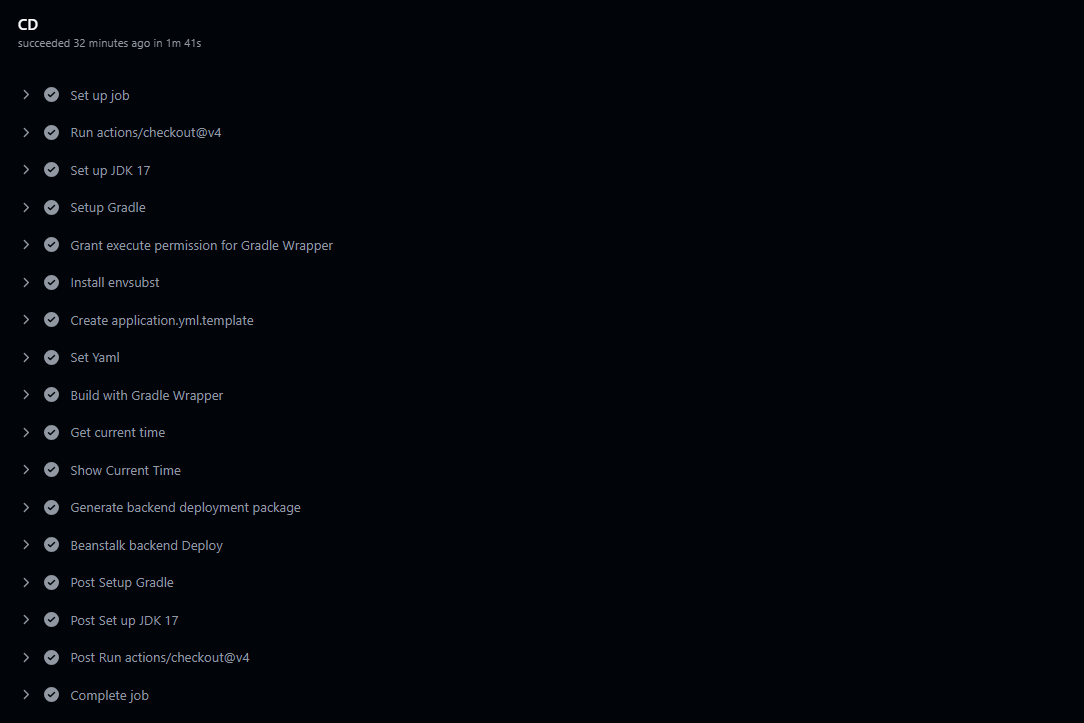 CD
succeeded 32 minutes ago in 1m 41s
Set up job
Run actions/checkout@v4
Set up JDK 17
Setup Gradle
Grant execute permission for Gradle Wrapper
Install envsubst
Create application.yml.template
Set Yaml
Build with Gradle Wrapper
Get current time
Show Current Time
Generate backend deployment package
Beanstalk backend Deploy
Post Setup Gradle
Post Set up JDK 17
Post Run actions/checkout@v4
Complete job